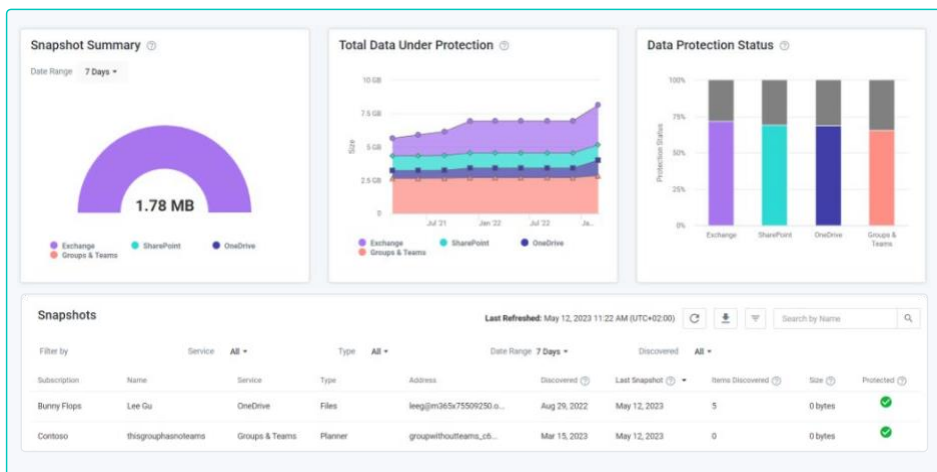 Snapshot Summary
Date Range 7 Days
1.78 MB
Exchange SharePoint OneDrive
Groups & Teams
Total Data Under Protection
10 GB
7.5 GB
5 GB
2.5 GB
0
Size
Jul '21 Jan '22 Jul '22 Ja...
Exchange SharePoint OneDrive
Groups & Teams
Data Protection Status
100%
75%
50%
25%
0%
Protection Status
Exchange SharePoint OneDrive Groups &
Teams
Snapshots
Last Refreshed: May 12, 2023 11:22 AM (UTC+02:00)
Search by Name
Filter by Service All Type All Date Range 7 Days Discovered All
Subscription Name Service Type Address Discovered Last Snapshot Items Discovered Size Protected
Bunny Flops Lee Gu OneDrive Files leeg@m365x75509250.o... Aug 29, 2022 May 12, 2023 5 0 bytes
Contoso thisgrouphasnoteams Groups & Teams Planner groupwithoutteams_c6... Mar 15, 2023 May 12, 2023 0 0 bytes